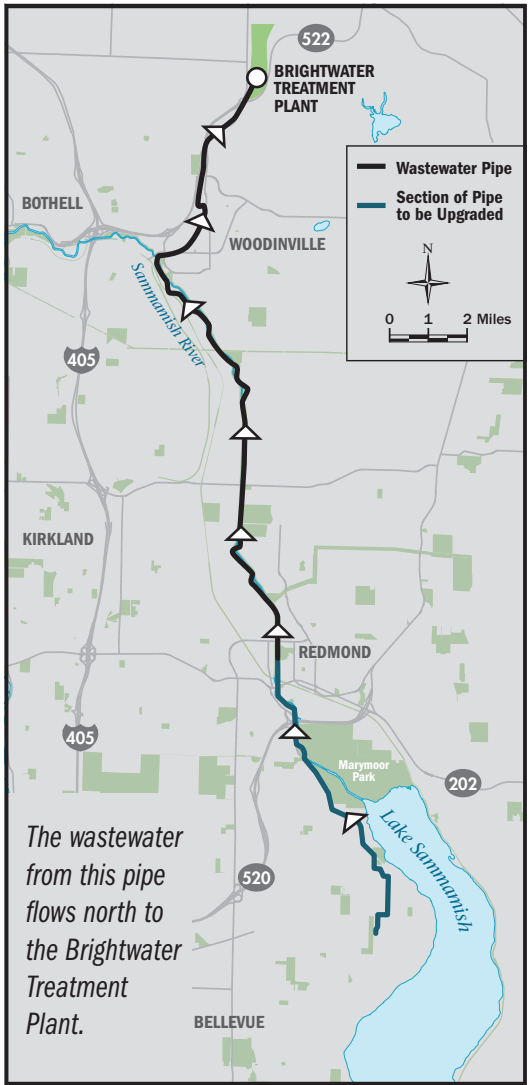 522
BRIGHTWATER
TREATMENT
PLANT
Wastewater Pipe
Section of Pipe
to be Upgraded
N
0 1 2 Miles
BOTHELL
WOODINVILLE
Sammamish River
405
KIRKLAND
REDMOND
405
Marymoor
Park
202
Lake Sammamish
520
The wastewater
from this pipe
flows north to
the Brightwater
Treatment
Plant.
BELLEVUE